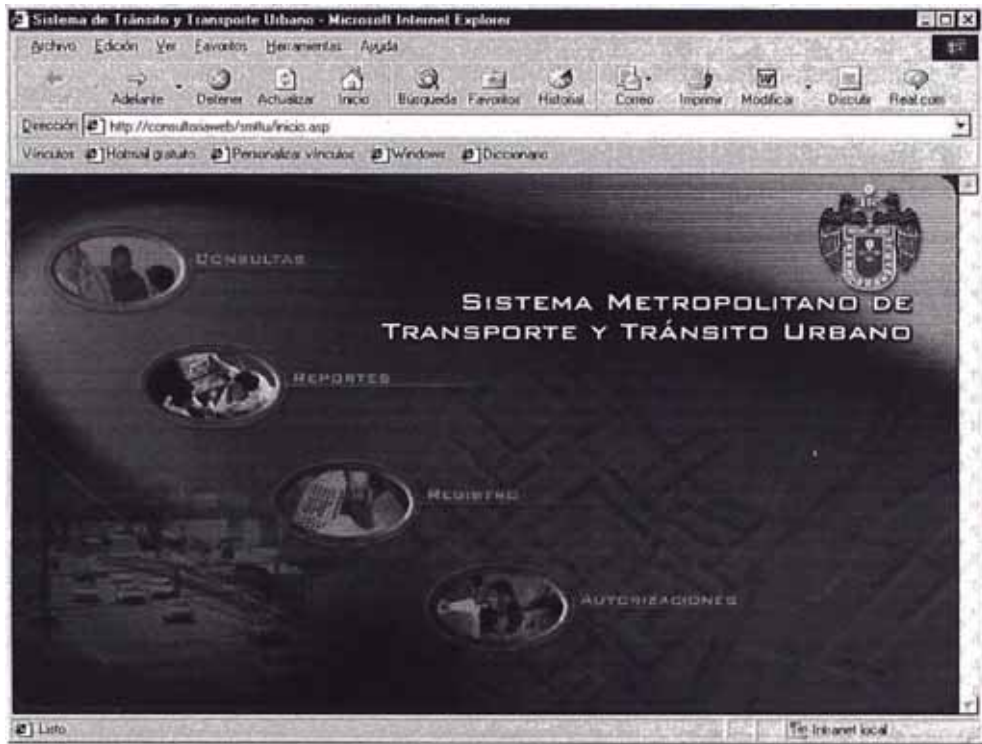 Sistema de Tránsito y Transporte Urbano - Microsoft Internet Explorer
Archivo Edición Ver Favoritos Herramientas Ayuda
Adelante Detener Actualizar Inicio Búsqueda Favoritos Historial Correo Imprimir Modificar Discutir Real.com
Dirección http://consultoriaweb/smttu/inicio.asp
Vínculos Hotmail gratuito Personalizar vínculos Windows Diccionario
CONSULTAS
SISTEMA METROPOLITANO DE
TRANSPORTE Y TRÁNSITO URBANO
REPORTES
REGISTRO
AUTORIZACIONES
Listo
Intranet local